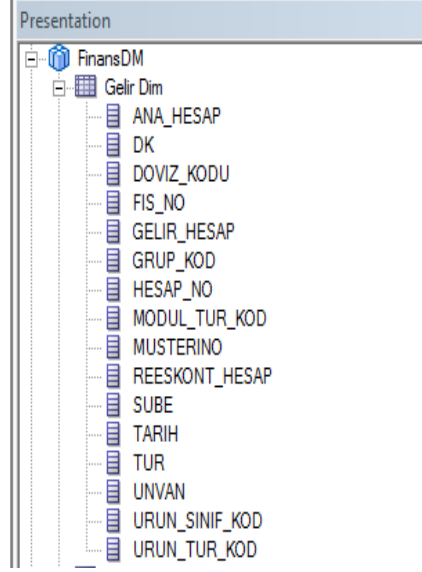 Presentation
FinansDM
Gelir Dim
ANA_HESAP
DK
DOVIZ_KODU
FIS_NO
GELIR_HESAP
GRUP_KOD
HESAP_NO
MODUL_TUR_KOD
MUSTERINO
REESKONT_HESAP
SUBE
TARIH
TUR
UNVAN
URUN_SINIF_KOD
URUN_TUR_KOD